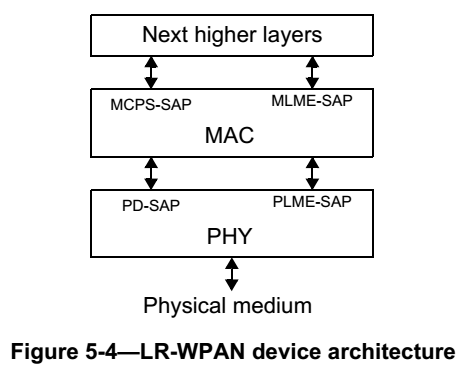 Next higher layers
MCPS-SAP MLME-SAP
MAC
PD-SAP PLME-SAP
PHY
Physical medium
Figure 5-4—LR-WPAN device architecture